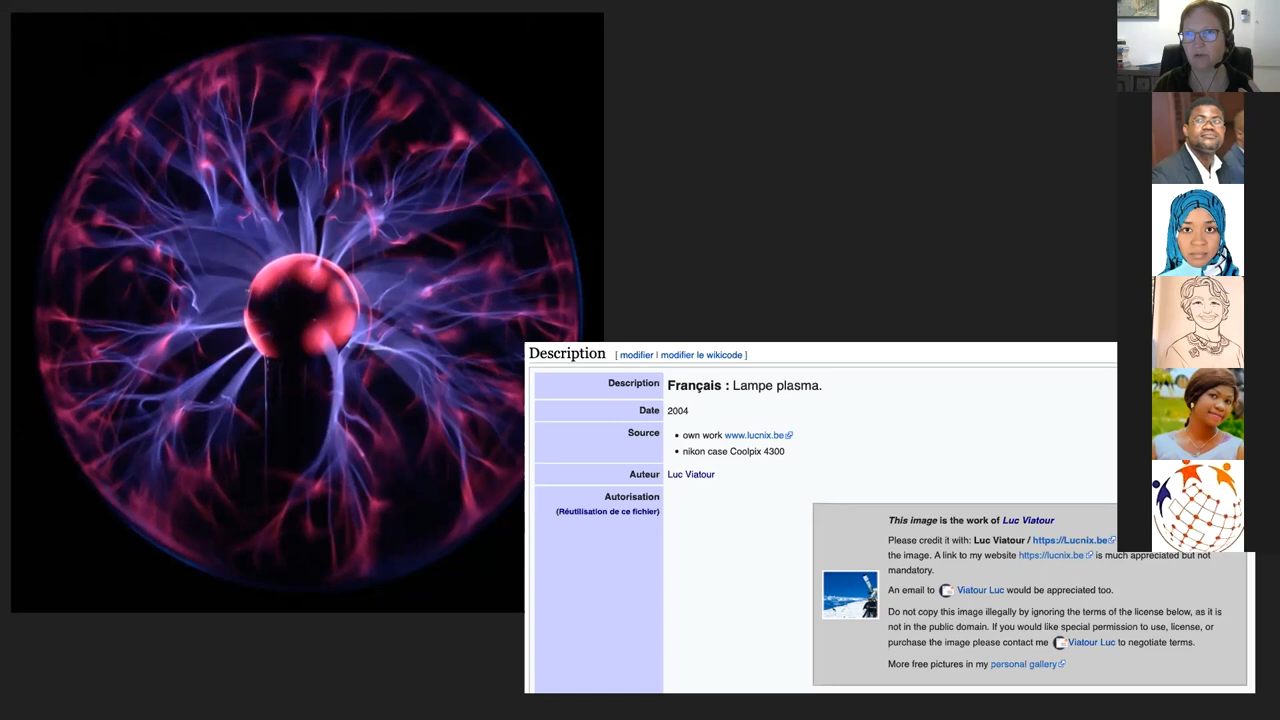 Description [ modifier | modifier le wikicode ]
Description Français : Lampe plasma.
Date 2004
Source • own work www.lucnix.be
• nikon case Coolpix 4300
Auteur Luc Viatour
Autorisation
(Réutilisation de ce fichier)
This image is the work of Luc Viatour
Please credit it with: Luc Viatour / https://Lucnix.be
the image. A link to my website https://lucnix.be is much appreciated but not
mandatory.
An email to Viatour Luc would be appreciated too.
Do not copy this image illegally by ignoring the terms of the license below, as it is
not in the public domain. If you would like special permission to use, license, or
purchase the image please contact me Viatour Luc to negotiate terms.
More free pictures in my personal gallery